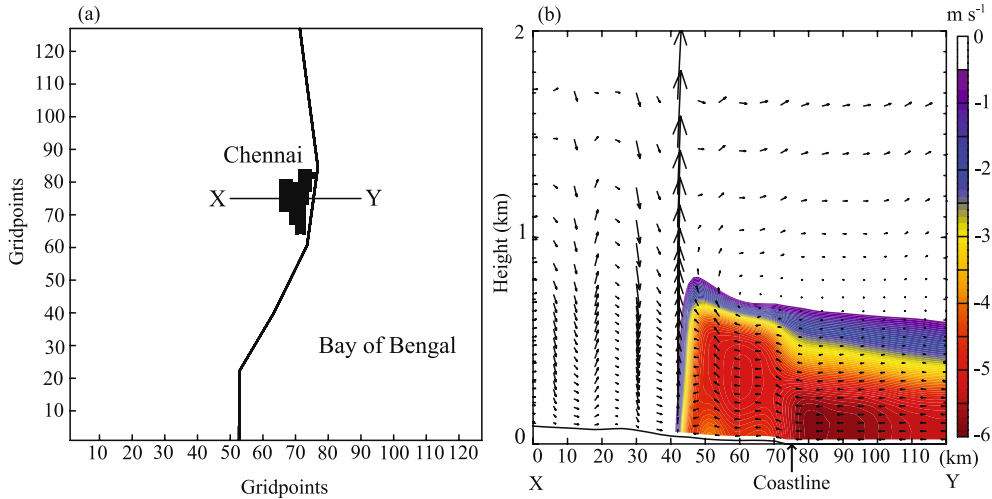 (a)
120
110
100
90
80
70
60
50
40
30
20
10
Gridpoints
Chennai
X
Y
Bay of Bengal
10 20 30 40 50 60 70 80 90 100 110 120
Gridpoints
(b)
m s⁻¹
2
1
0
Height (km)
0 10 20 30 40 50 60 70 80 90 100 110 (km)
X
Coastline
Y
0
-1
-2
-3
-4
-5
-6